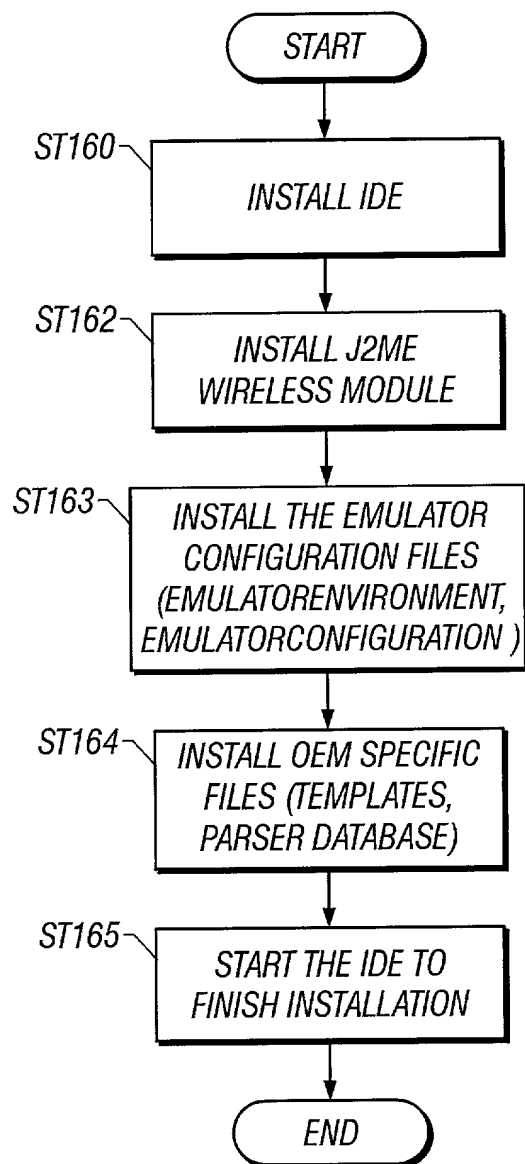 START
ST160
INSTALL IDE
ST162
INSTALL J2ME
WIRELESS MODULE
ST163
INSTALL THE EMULATOR
CONFIGURATION FILES
(EMULATORENVIRONMENT,
EMULATORCONFIGURATION )
ST164
INSTALL OEM SPECIFIC
FILES (TEMPLATES,
PARSER DATABASE)
ST165
START THE IDE TO
FINISH INSTALLATION
END